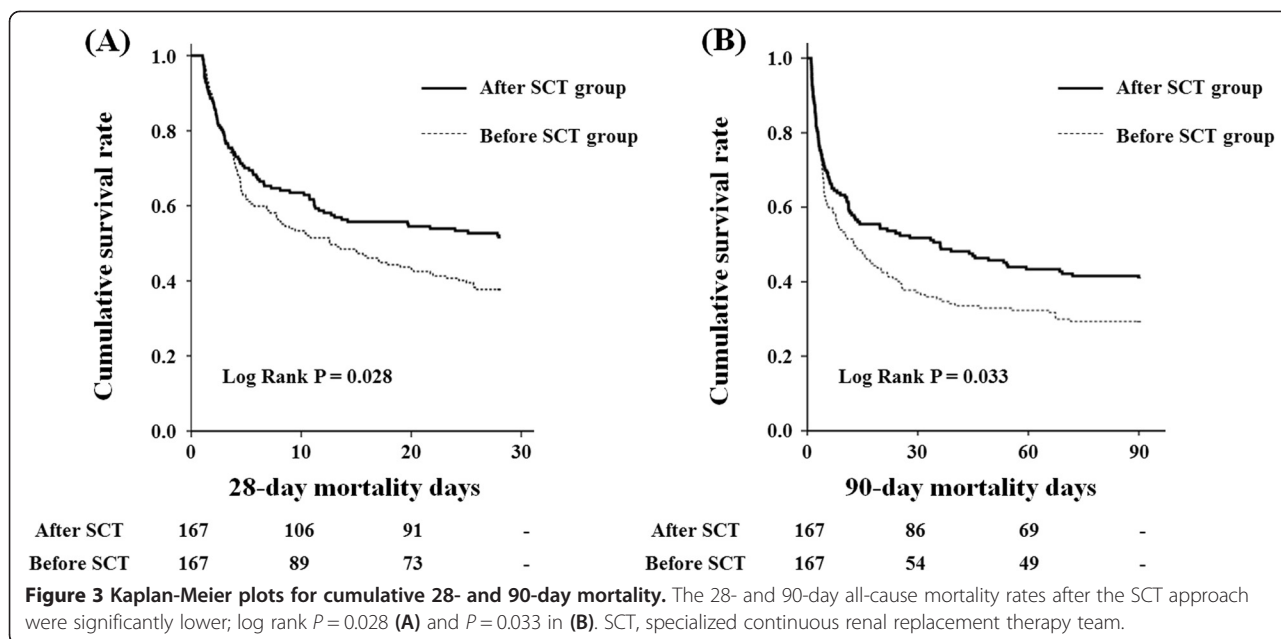 (A)
Cumulative survival rate
1.0
0.8
0.6
0.4
0.2
0.0
After SCT group
Before SCT group
Log Rank P = 0.028
0 10 20 30
28-day mortality days
After SCT 167 106 91 -
Before SCT 167 89 73 -
(B)
Cumulative survival rate
1.0
0.8
0.6
0.4
0.2
0.0
After SCT group
Before SCT group
Log Rank P = 0.033
0 30 60 90
90-day mortality days
After SCT 167 86 69 -
Before SCT 167 54 49 -
Figure 3 Kaplan-Meier plots for cumulative 28- and 90-day mortality. The 28- and 90-day all-cause mortality rates after the SCT approach
were significantly lower; log rank P = 0.028 (A) and P = 0.033 in (B). SCT, specialized continuous renal replacement therapy team.